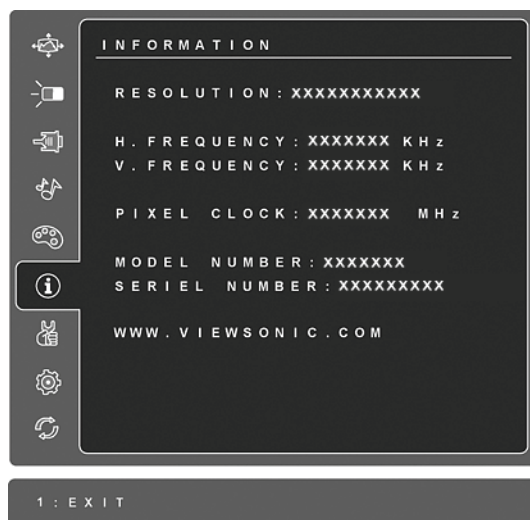 INFORMATION
RESOLUTION: XXXXXXXXXXX
H. FREQUENCY: XXXXXXX KHz
V. FREQUENCY: XXXXXXX KHz
PIXEL CLOCK: XXXXXXX MHz
MODEL NUMBER: XXXXXXX
SERIEL NUMBER: XXXXXXXXX
WWW.VIEWSONIC.COM
1: EXIT